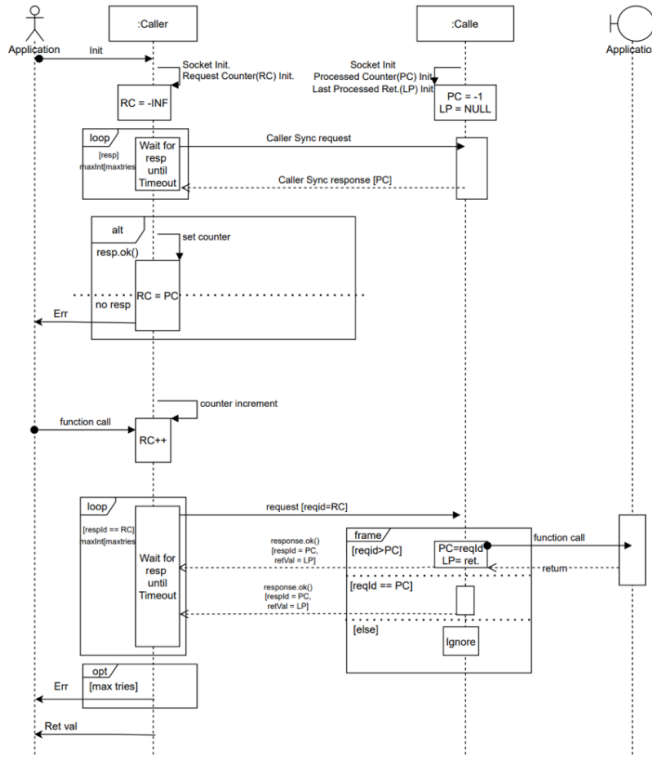 :Caller
:Calle
Application
Application
Init
Socket Init.
Request Counter(RC) Init.
Socket Init
Processed Counter(PC) Init
Last Processed Ret.(LP) Init
RC = -INF
PC = -1
LP = NULL
loop
[resp]
maxInt[maxtries
Wait for
resp
until
Timeout
Caller Sync request
Caller Sync response [PC]
alt
set counter
resp.ok()
RC = PC
no resp
Err
counter increment
function call
RC++
loop
request [reqid=RC]
[respId == RC]
maxInt[maxtries
Wait for
resp
until
Timeout
response.ok()
[respId = PC,
retVal = LP]
frame
[reqid>PC]
PC=reqId
LP= ret.
function call
return
response.ok()
[respId = PC,
retVal = LP]
[reqId == PC]
[else]
Ignore
opt
[max tries]
Err
Ret val